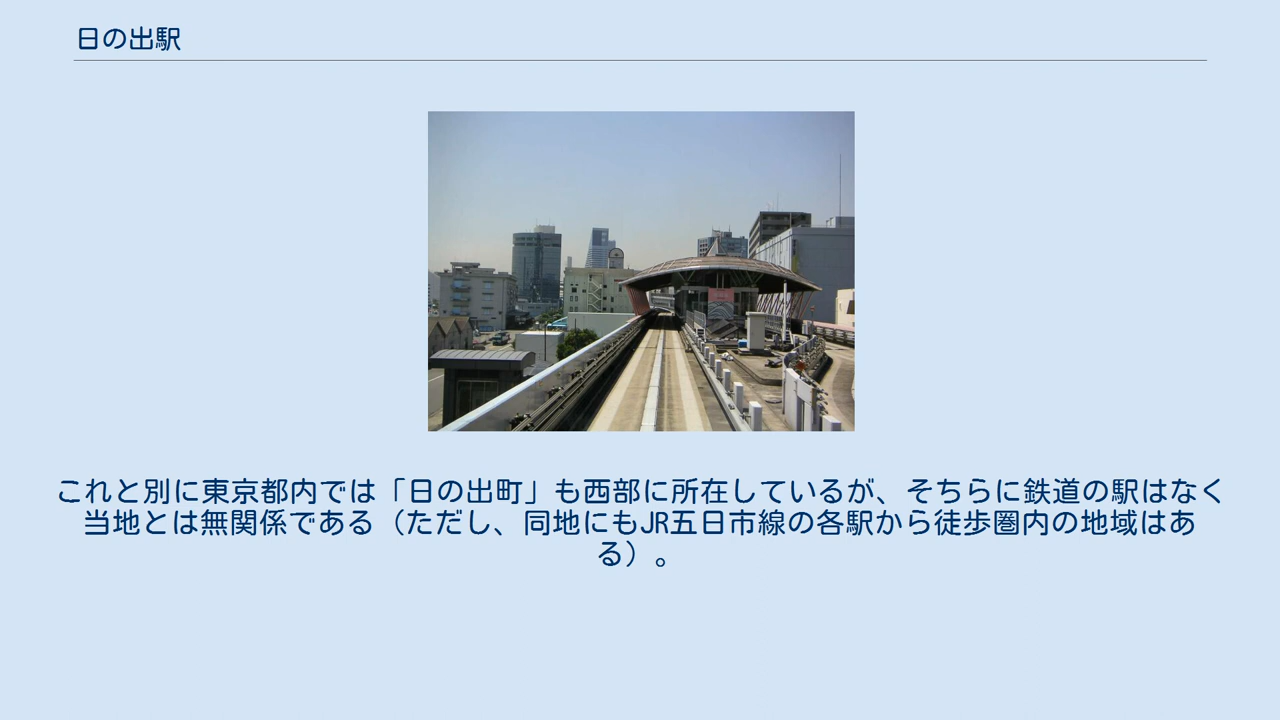 日の出駅
これと別に東京都内では「日の出町」も西部に所在しているが、そちらに鉄道の駅はなく
当地とは無関係である（ただし、同地にもJR五日市線の各駅から徒歩圏内の地域はあ
る）。